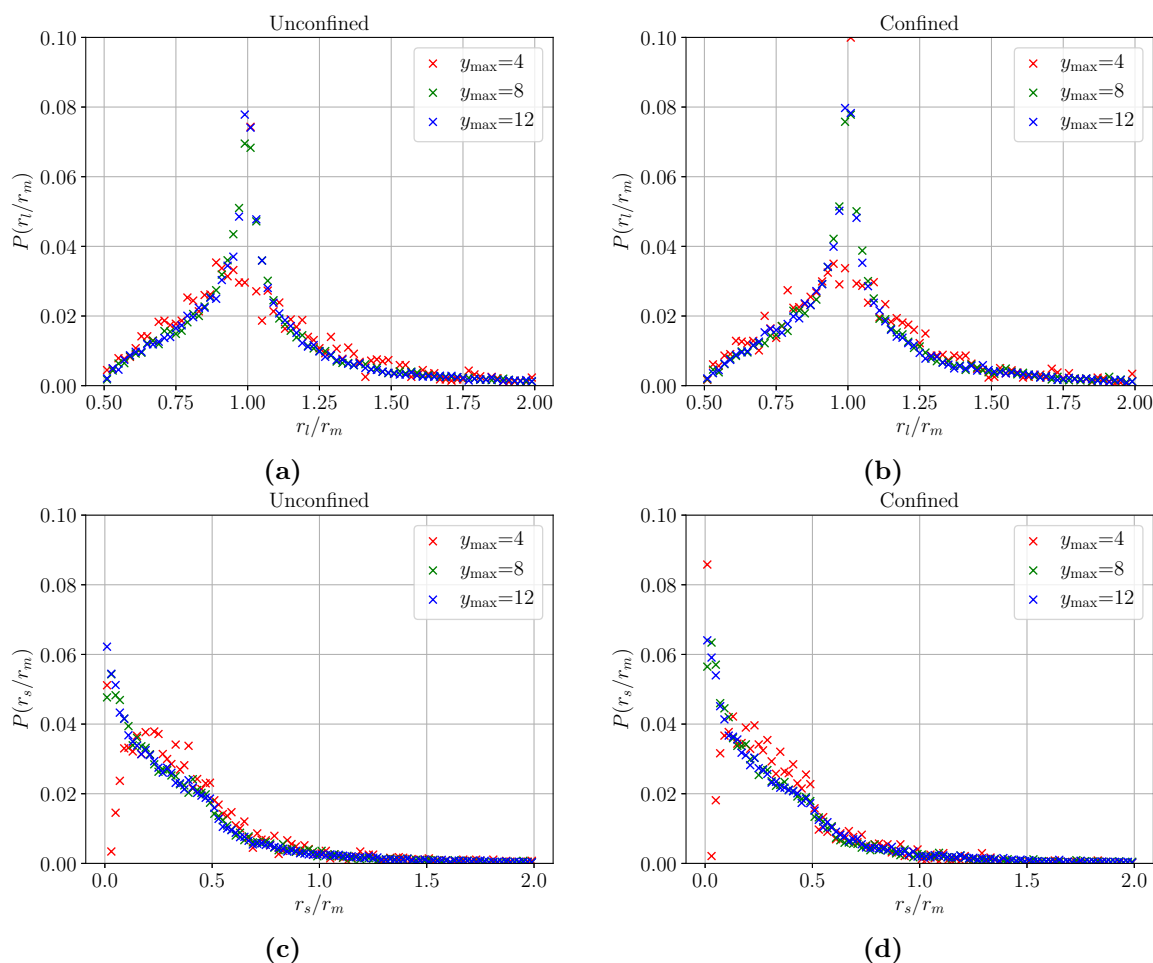 Unconfined
0.10
0.08
0.06
0.04
0.02
0.00
P(r_l/r_m)
y_max=4
y_max=8
y_max=12
0.50 0.75 1.00 1.25 1.50 1.75 2.00
r_l/r_m
(a)
Confined
0.10
0.08
0.06
0.04
0.02
0.00
P(r_l/r_m)
y_max=4
y_max=8
y_max=12
0.50 0.75 1.00 1.25 1.50 1.75 2.00
r_l/r_m
(b)
Unconfined
0.10
0.08
0.06
0.04
0.02
0.00
P(r_s/r_m)
y_max=4
y_max=8
y_max=12
0.0 0.5 1.0 1.5 2.0
r_s/r_m
(c)
Confined
0.10
0.08
0.06
0.04
0.02
0.00
P(r_s/r_m)
y_max=4
y_max=8
y_max=12
0.0 0.5 1.0 1.5 2.0
r_s/r_m
(d)